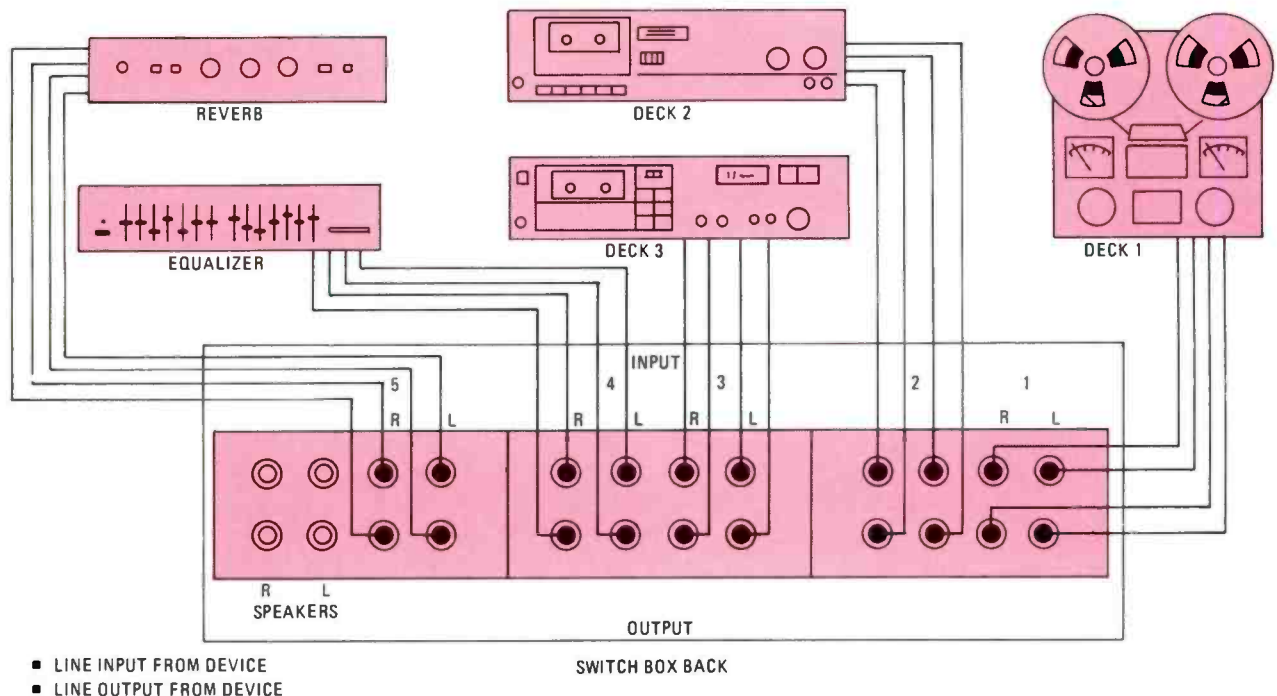 REVERB
DECK 2
EQUALIZER
DECK 3
DECK 1
INPUT
5 4 3 2 1
R L R L R L R L
R L
SPEAKERS
OUTPUT
SWITCH BOX BACK
▪ LINE INPUT FROM DEVICE
▪ LINE OUTPUT FROM DEVICE